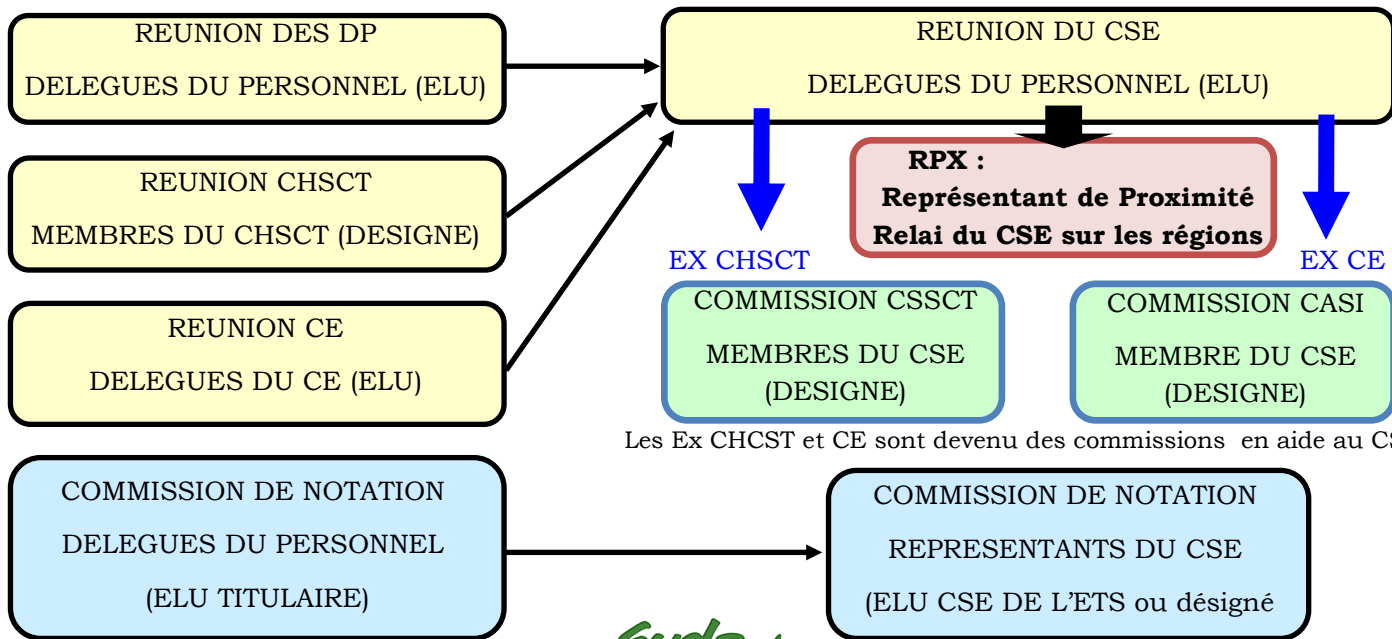 REUNION DES DP
DELEGUES DU PERSONNEL (ELU)
REUNION DU CSE
DELEGUES DU PERSONNEL (ELU)
REUNION CHSCT
MEMBRES DU CHSCT (DESIGNE)
RPX :
Représentant de Proximité
Relai du CSE sur les régions
EX CHSCT
EX CE
REUNION CE
DELEGUES DU CE (ELU)
COMMISSION CSSCT
MEMBRES DU CSE
(DESIGNE)
COMMISSION CASI
MEMBRE DU CSE
(DESIGNE)
Les Ex CHCST et CE sont devenu des commissions en aide au
COMMISSION DE NOTATION
DELEGUES DU PERSONNEL
(ELU TITULAIRE)
COMMISSION DE NOTATION
REPRESENTANTS DU CSE
(ELU CSE DE L'ETS ou désigné